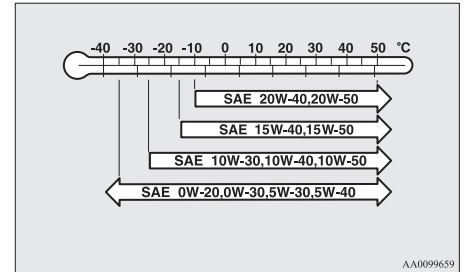 -40 -30 -20 -10 0 10 20 30 40 50 °C
SAE 20W-40,20W-50
SAE 15W-40,15W-50
SAE 10W-30,10W-40,10W-50
SAE 0W-20,0W-30,5W-30,5W-40
AA0099659